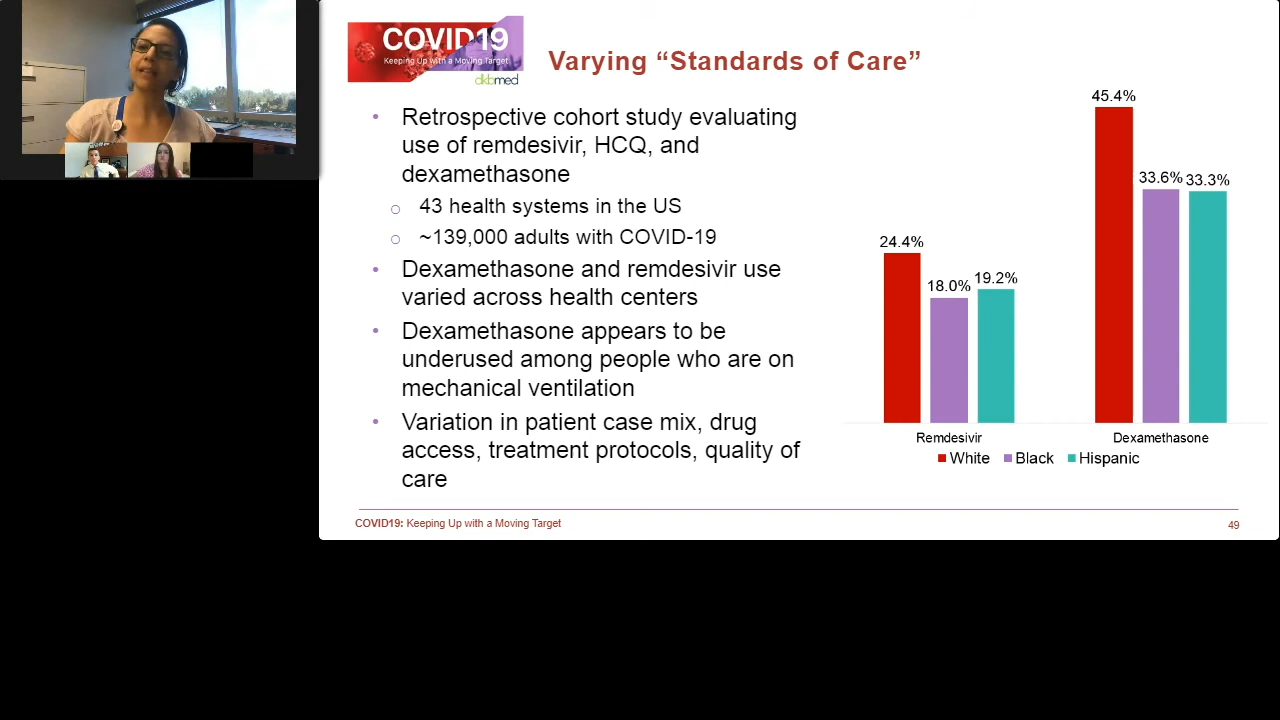 COVID19
Keeping Up with a Moving Target
dkbmed
Varying “Standards of Care”
• Retrospective cohort study evaluating
use of remdesivir, HCQ, and
dexamethasone
o 43 health systems in the US
o ~139,000 adults with COVID-19
• Dexamethasone and remdesivir use
varied across health centers
• Dexamethasone appears to be
underused among people who are on
mechanical ventilation
• Variation in patient case mix, drug
access, treatment protocols, quality of
care
45.4%
33.6% 33.3%
24.4%
18.0% 19.2%
Remdesivir Dexamethasone
White Black Hispanic
COVID19: Keeping Up with a Moving Target
49